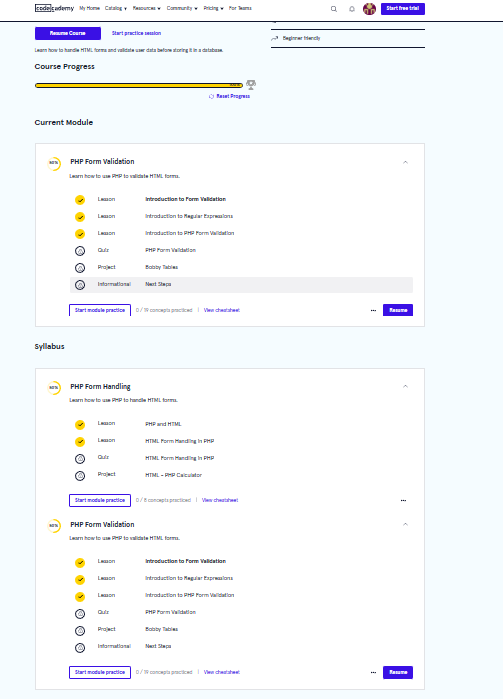 codecademy My Home Catalog Resources Community Pricing For Teams Start free trial
Resume Course Start practice session
Beginner friendly
Learn how to handle HTML forms and validate user data before storing it in a database.
Course Progress
Reset Progress
Current Module
PHP Form Validation
Learn how to use PHP to validate HTML forms.
Lesson Introduction to Form Validation
Lesson Introduction to Regular Expressions
Lesson Introduction to PHP Form Validation
Quiz PHP Form Validation
Project Bobby Tables
Informational Next Steps
Start module practice 0 / 19 concepts practiced | View cheatsheet ... Resume
Syllabus
PHP Form Handling
Learn how to use PHP to handle HTML forms.
Lesson PHP and HTML
Lesson HTML Form Handling in PHP
Quiz HTML Form Handling in PHP
Project HTML - PHP Calculator
Start module practice 0 / 8 concepts practiced | View cheatsheet ...
PHP Form Validation
Learn how to use PHP to validate HTML forms.
Lesson Introduction to Form Validation
Lesson Introduction to Regular Expressions
Lesson Introduction to PHP Form Validation
Quiz PHP Form Validation
Project Bobby Tables
Informational Next Steps
Start module practice 0 / 19 concepts practiced | View cheatsheet ... Resume